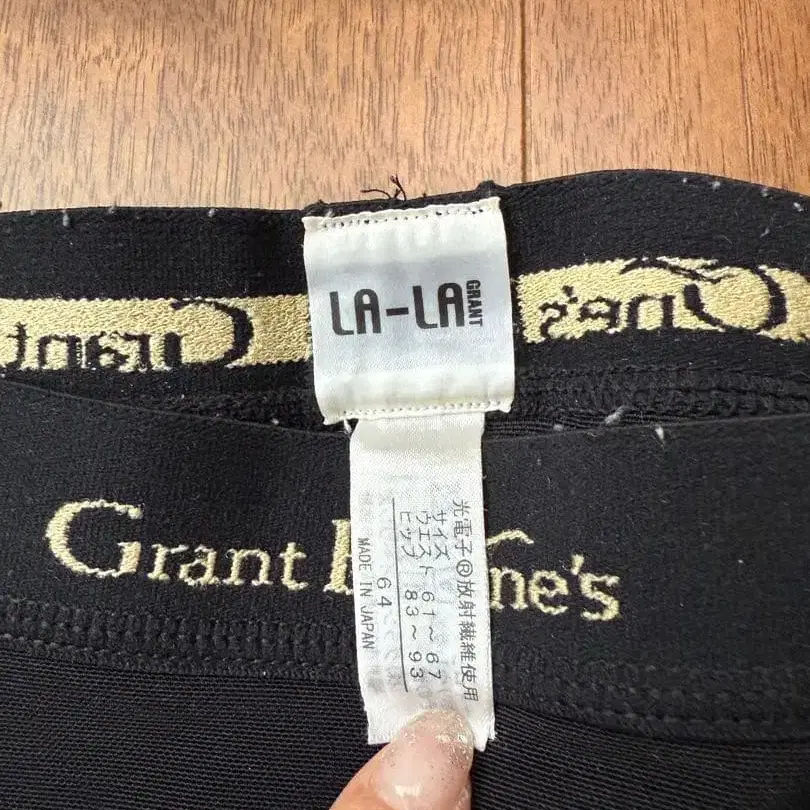 LA-LA GRANT
Grant
ne's
光電子®放射繊維使用
サイズ
ウエスト 61～67
ヒップ 83～93
64
MADE IN JAPAN